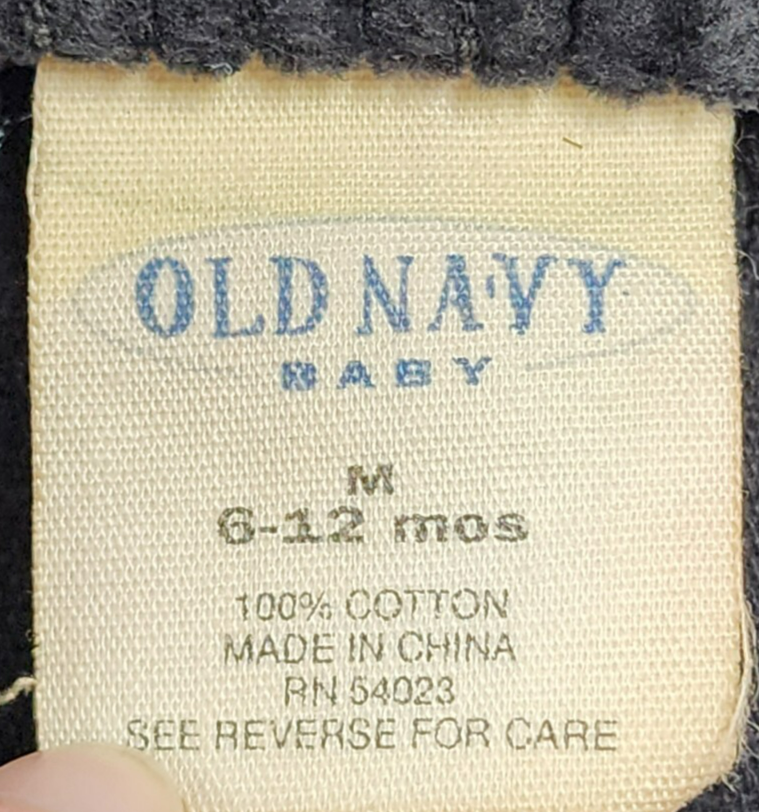 OLD NAVY
BABY
M
6-12 mos
100% COTTON
MADE IN CHINA
RN 54023
SEE REVERSE FOR CARE